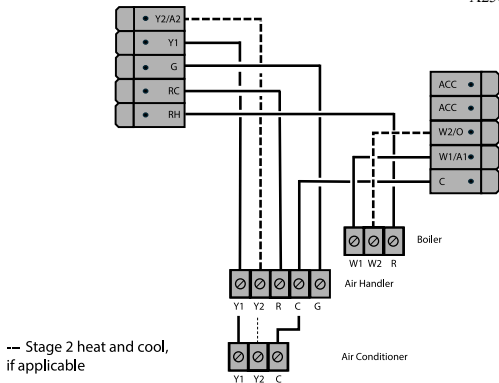 Y2/A2
Y1
G
RC
RH
ACC
ACC
W2/O
W1/A1
C
Boiler
W1 W2 R
Air Handler
Y1 Y2 R C G
-- Stage 2 heat and cool,
if applicable
Air Conditioner
Y1 Y2 C